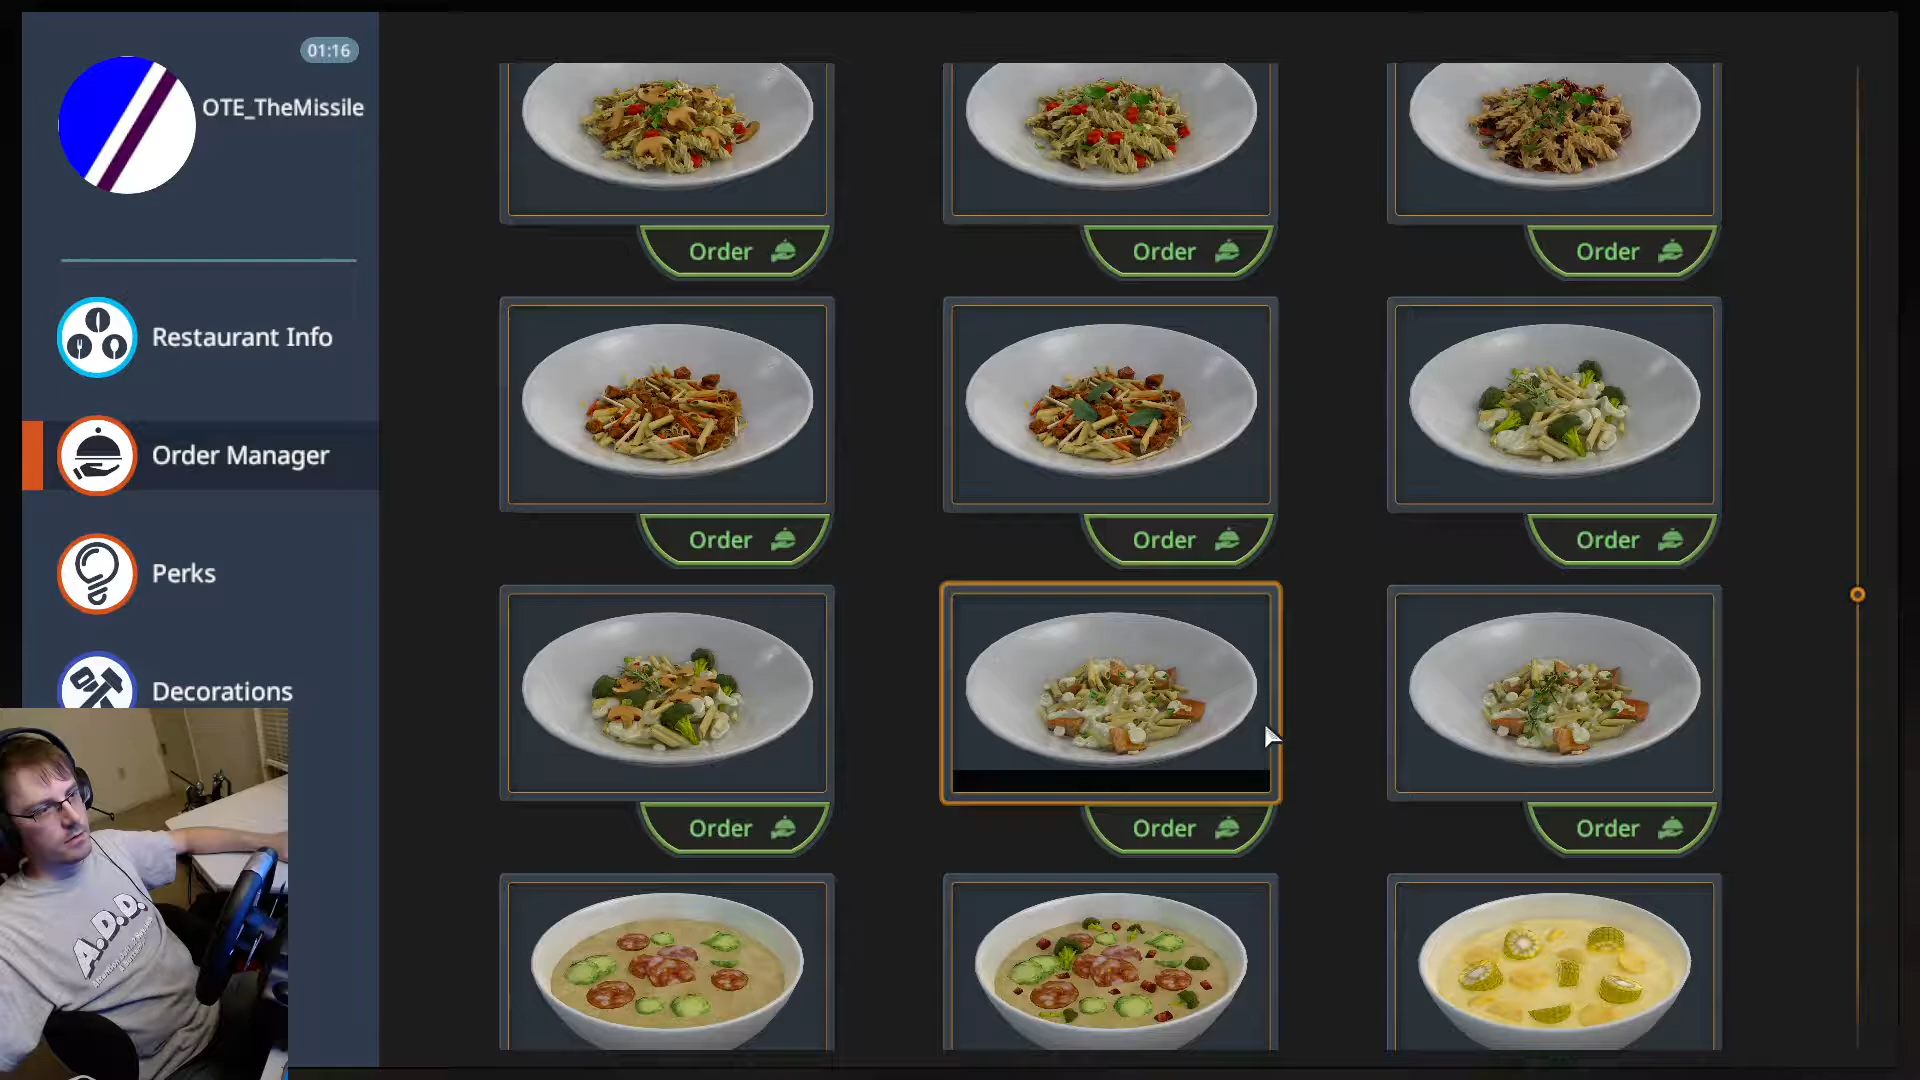 01:16
OTE_TheMissile
Restaurant Info
Order Manager
Perks
Decorations
Order
Order
Order
Order
Order
Order
Order
Order
Order
A.D.D.